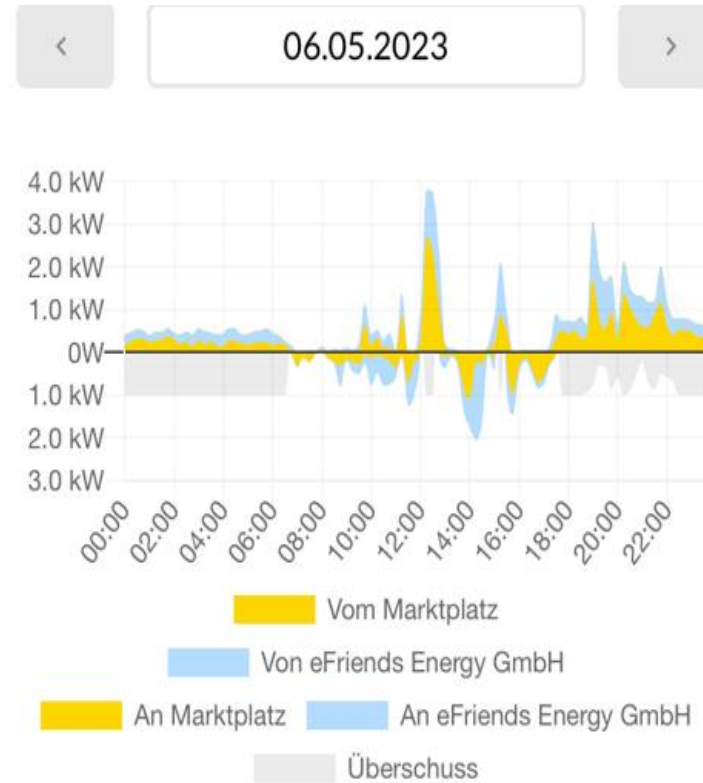 06.05.2023
4.0 kW
3.0 kW
2.0 kW
1.0 kW
0W
1.0 kW
2.0 kW
3.0 kW
00:00 02:00 04:00 06:00 08:00 10:00 12:00 14:00 16:00 18:00 20:00 22:00
Vom Marktplatz
Von eFriends Energy GmbH
An Marktplatz An eFriends Energy GmbH
Überschuss